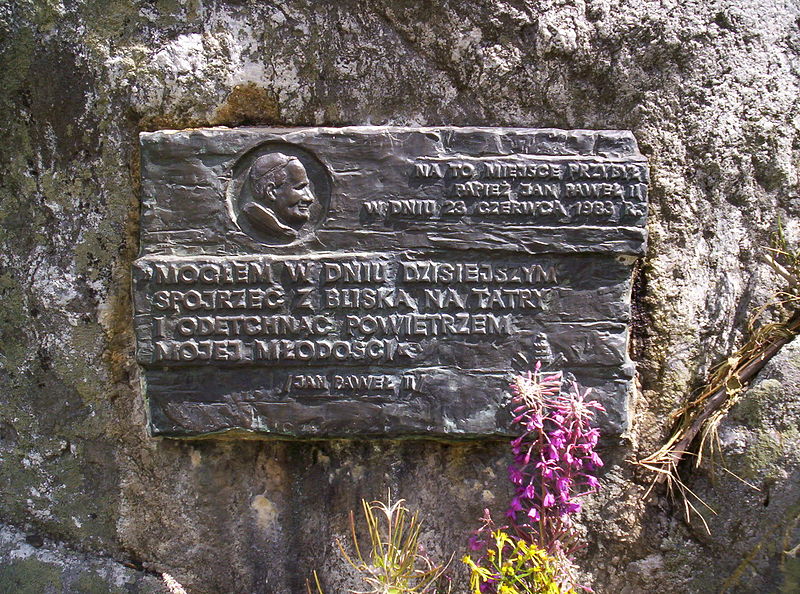 NA TO MIEJSCE PRZYBYŁ
PAPIEŻ JAN PAWEŁ II
W DNIU 23 CZERWCA 1983 R.
MOGŁEM W DNIU DZISIEJSZYM
SPOJRZEĆ Z BLISKA NA TATRY
I ODETCHNĄĆ POWIETRZEM
MOJEJ MŁODOŚCI
/JAN PAWEŁ II/